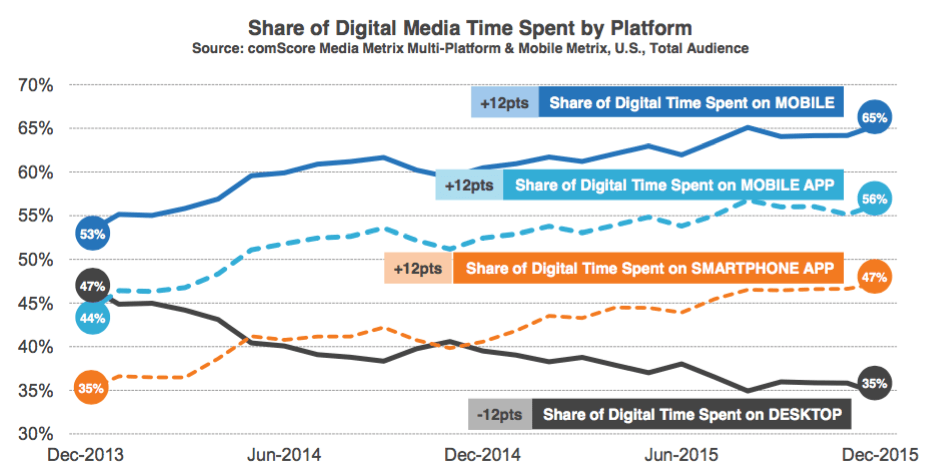 Share of Digital Media Time Spent by Platform
Source: comScore Media Metrix Multi-Platform & Mobile Metrix, U.S., Total Audience
70%
+12pts Share of Digital Time Spent on MOBILE
65%
65%
60%
+12pts Share of Digital Time Spent on MOBILE APP
56%
55%
53%
50%
+12pts Share of Digital Time Spent on SMARTPHONE APP
47%
47%
45%
44%
40%
35%
35%
35%
-12pts Share of Digital Time Spent on DESKTOP
30%
Dec-2013 Jun-2014 Dec-2014 Jun-2015 Dec-2015